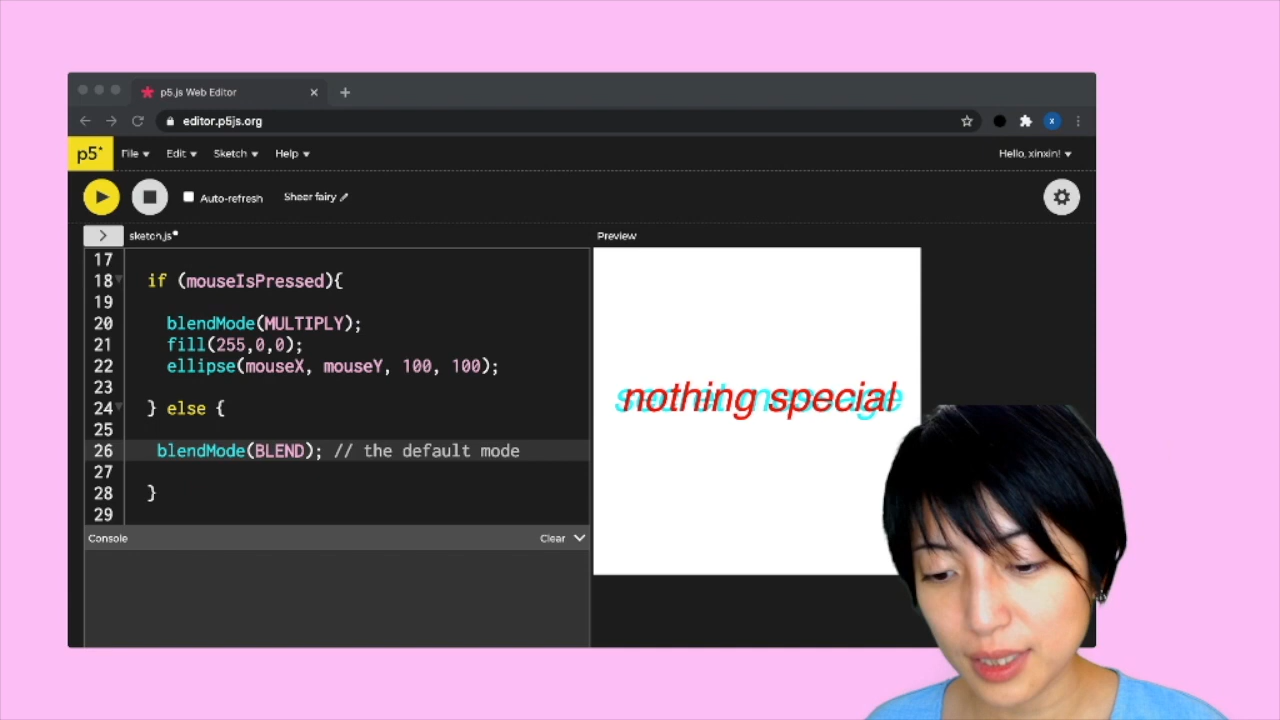 p5.js Web Editor
editor.p5js.org
x
p5* File Edit Sketch Help Hello, xinxin!
Auto-refresh Sheer fairy
sketch.js
Preview
17
18 if (mouseIsPressed){
19
20 blendMode(MULTIPLY);
21 fill(255,0,0);
22 ellipse(mouseX, mouseY, 100, 100);
23
24 } else {
25
26 blendMode(BLEND); // the default mode
27
28 }
29
secret message
nothing special
Console Clear